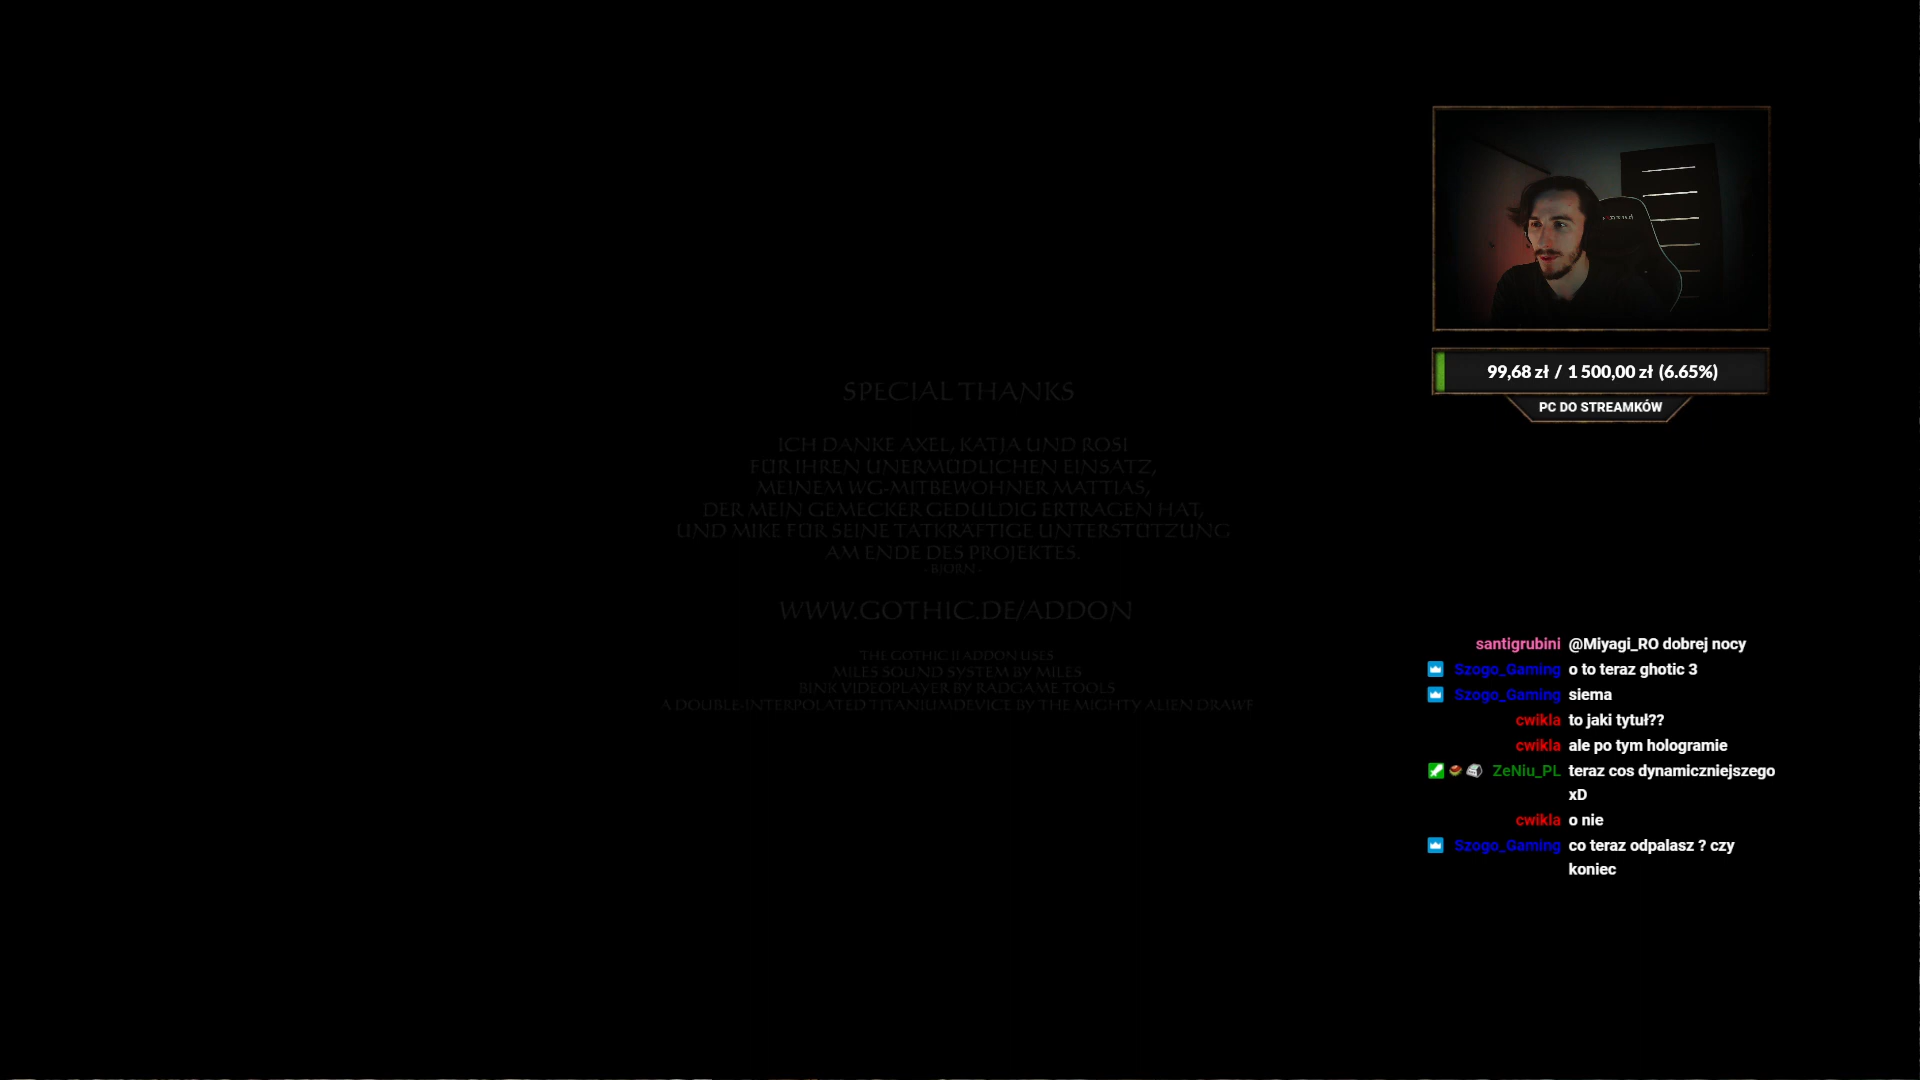 SPECIAL THANKS
ICH DANKE AXEL, KATJA UND ROSI
FÜR IHREN UNERMÜDLICHEN EINSATZ,
MEINEM WG-MITBEWOHNER MATTIAS,
DER MEIN GEMECKER GEDULDIG ERTRAGEN HAT,
UND MIKE FÜR SEINE TATKRÄFTIGE UNTERSTÜTZUNG
AM ENDE DES PROJEKTES.
- BJÖRN -
WWW.GOTHIC.DE/ADDON
THE GOTHIC II ADDON USES
MILES SOUND SYSTEM BY MILES
BINK VIDEOPLAYER BY RADGAME TOOLS
A DOUBLE-INTERPOLATED TITANIUMDEVICE BY THE MIGHTY ALIEN DRAWF
99,68 zł / 1 500,00 zł (6.65%)
PC DO STREAMKÓW
santigrubini @Miyagi_RO dobrej nocy
Szogo_Gaming o to teraz ghotic 3
Szogo_Gaming siema
cwikla to jaki tytuł??
cwikla ale po tym hologramie
ZeNiu_PL teraz cos dynamiczniejszego
xD
cwikla o nie
Szogo_Gaming co teraz odpalasz ? czy
koniec